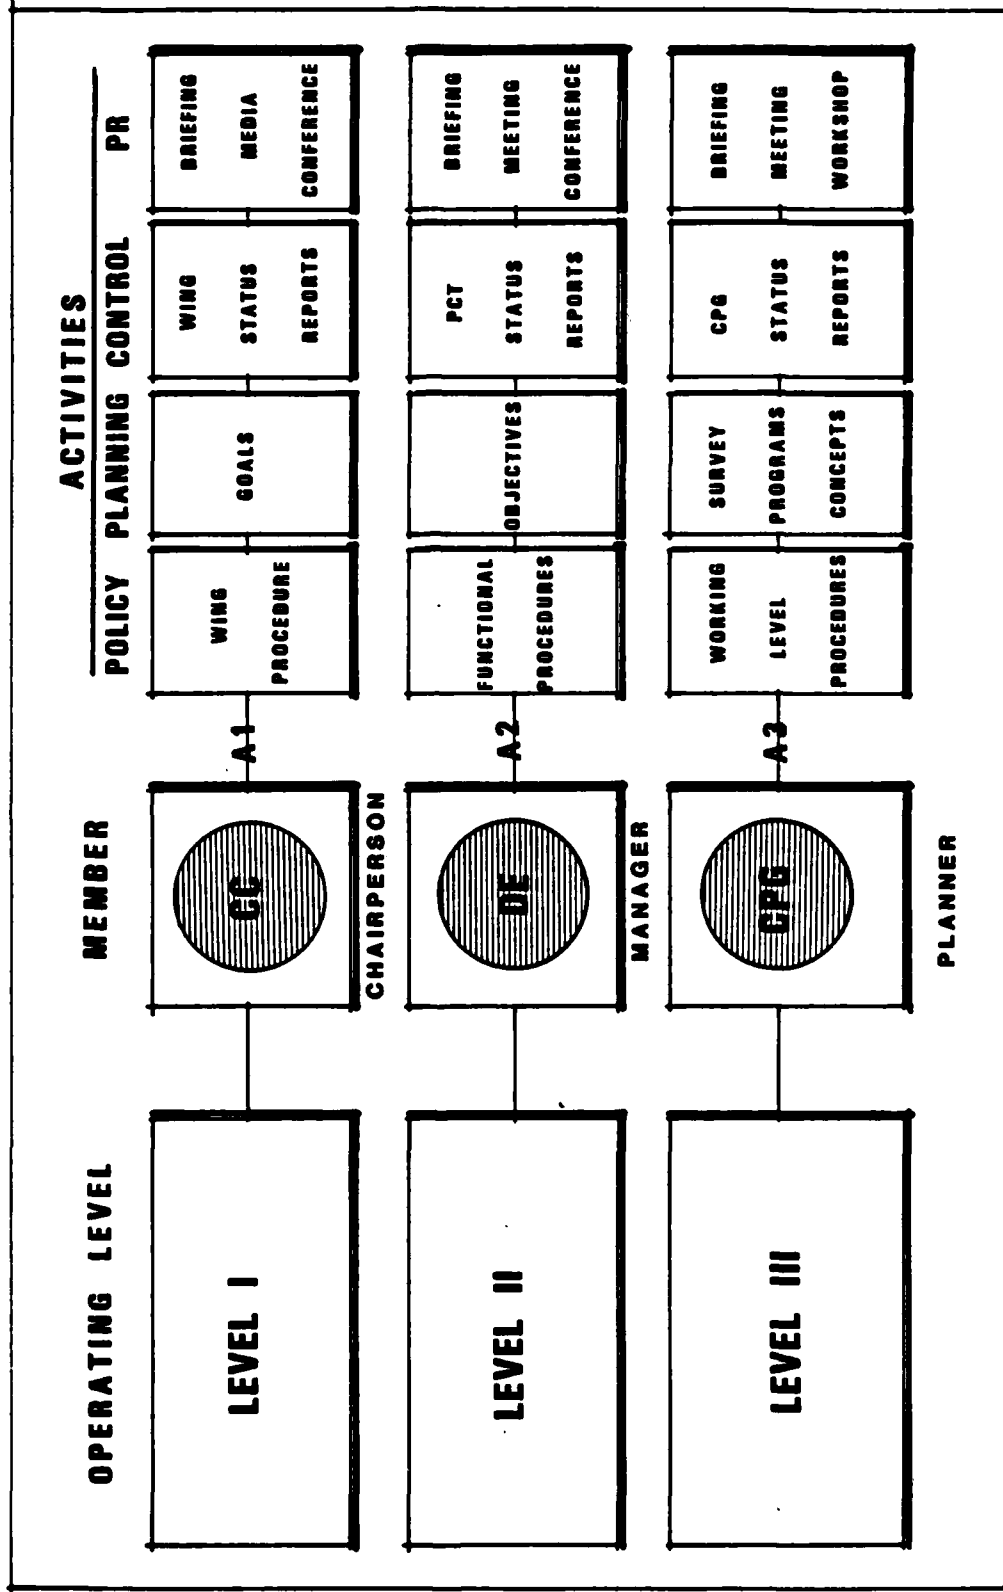 ACTIVITIES
OPERATING LEVEL
MEMBER
POLICY PLANNING CONTROL PR
LEVEL I
CC
CHAIRPERSON
A1
WING
PROCEDURE
GOALS
WING
STATUS
REPORTS
BRIEFING
MEDIA
CONFERENCE
LEVEL II
DE
MANAGER
A2
FUNCTIONAL
PROCEDURES
OBJECTIVES
PCT
STATUS
REPORTS
BRIEFING
MEETING
CONFERENCE
LEVEL III
CPG
PLANNER
A3
WORKING
LEVEL
PROCEDURES
SURVEY
PROGRAMS
CONCEPTS
CPG
STATUS
REPORTS
BRIEFING
MEETING
WORKSHOP